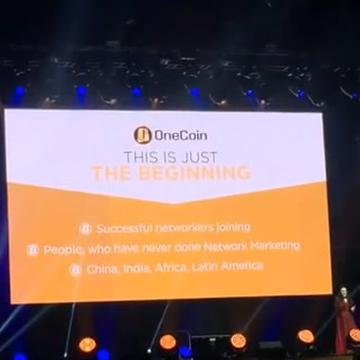 OneCoin
THIS IS JUST
THE BEGINNING
Successful networkers joining
People, who have never done Network Marketing
China, India, Africa, Latin America